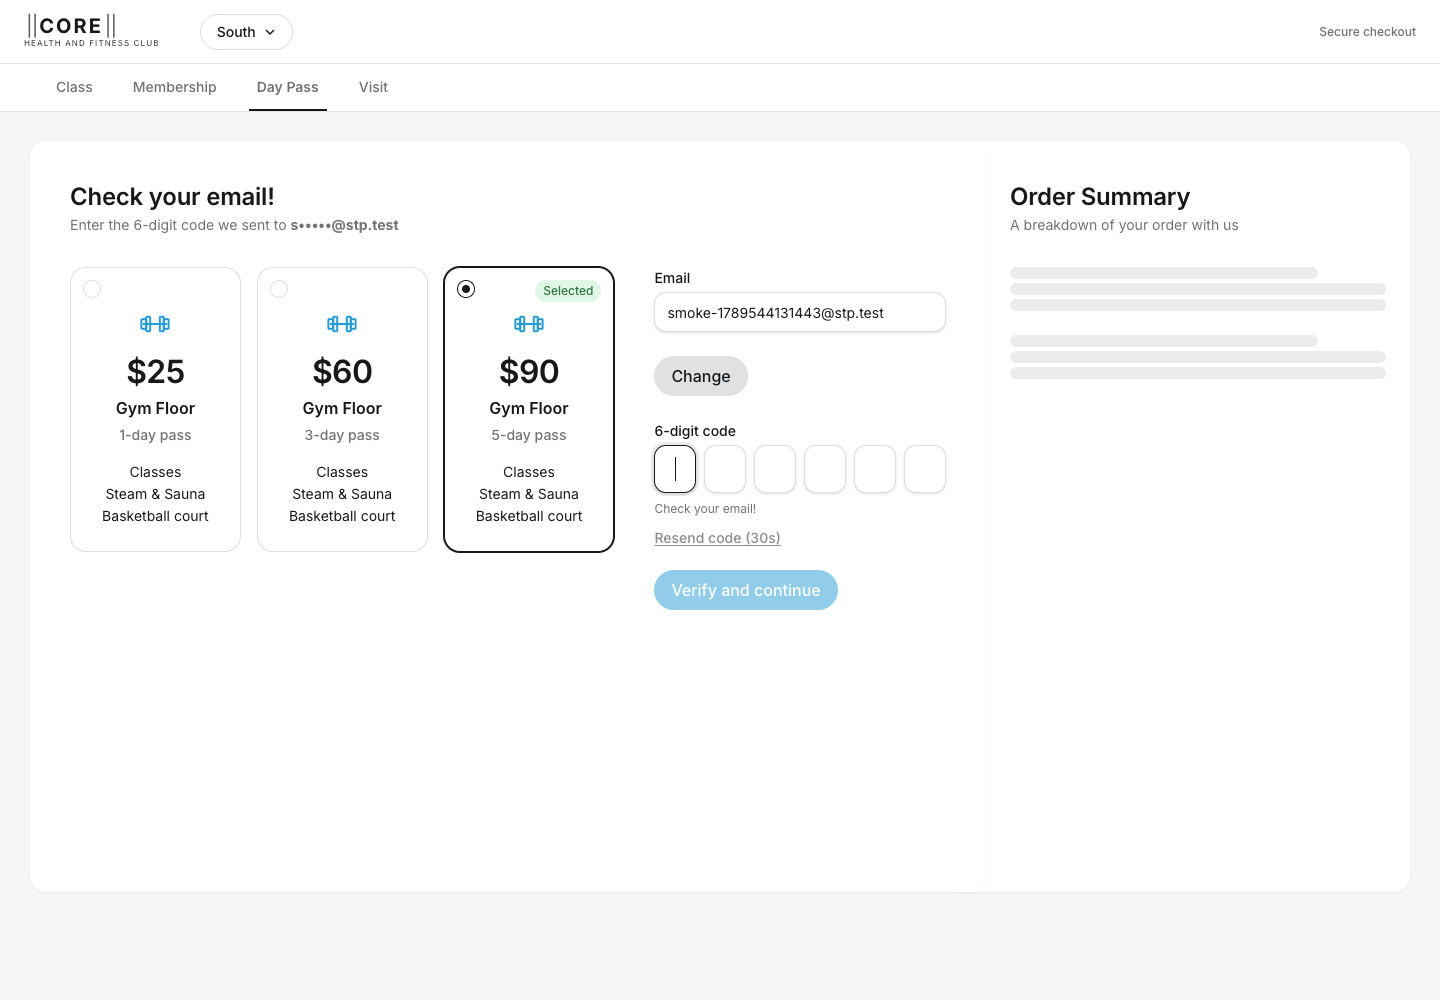 CORE
HEALTH AND FITNESS CLUB
South
Secure checkout
Class
Membership
Day Pass
Visit
Check your email!
Enter the 6-digit code we sent to s•••••@stp.test
$25
Gym Floor
1-day pass
Classes
Steam & Sauna
Basketball court
$60
Gym Floor
3-day pass
Classes
Steam & Sauna
Basketball court
Selected
$90
Gym Floor
5-day pass
Classes
Steam & Sauna
Basketball court
Email
smoke-1789544131443@stp.test
Change
6-digit code
Check your email!
Resend code (30s)
Verify and continue
Order Summary
A breakdown of your order with us